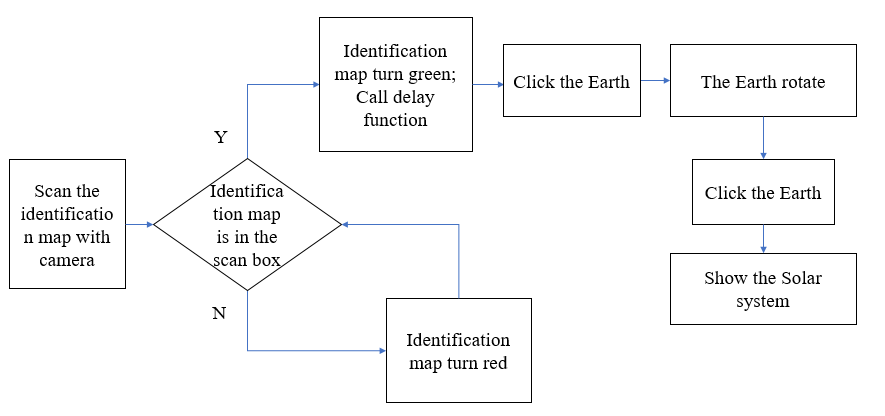 Scan the
identificatio
n map with
camera
Identifica
tion map
is in the
scan box
Y
N
Identification
map turn green;
Call delay
function
Click the Earth
The Earth rotate
Click the Earth
Show the Solar
system
Identification
map turn red